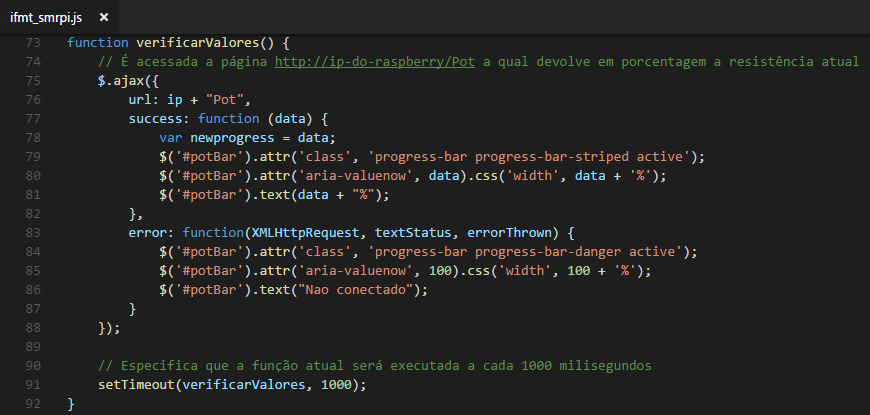 ifmt_smrpi.js ×
73 function verificarValores() {
74 // É acessada a página http://ip-do-raspberry/Pot a qual devolve em porcentagem a resistência atual
75 $.ajax({
76 url: ip + "Pot",
77 success: function (data) {
78 var newprogress = data;
79 $('#potBar').attr('class', 'progress-bar progress-bar-striped active');
80 $('#potBar').attr('aria-valuenow', data).css('width', data + '%');
81 $('#potBar').text(data + "%");
82 },
83 error: function(XMLHttpRequest, textStatus, errorThrown) {
84 $('#potBar').attr('class', 'progress-bar progress-bar-danger active');
85 $('#potBar').attr('aria-valuenow', 100).css('width', 100 + '%');
86 $('#potBar').text("Nao conectado");
87 }
88 });
89
90 // Especifica que a função atual será executada a cada 1000 milisegundos
91 setTimeout(verificarValores, 1000);
92 }